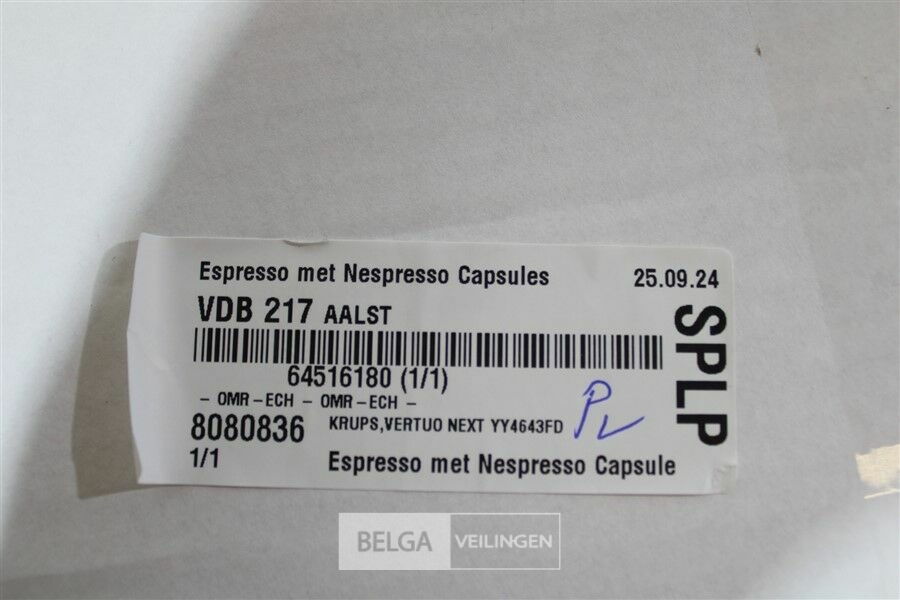 Espresso met Nespresso Capsules 25.09.24
VDB 217 AALST
64516180 (1/1)
- OMR-ECH - OMR-ECH -
8080836 KRUPS,VERTUO NEXT YY4643FD
1/1 Espresso met Nespresso Capsule
SPLP
PL
BELGA VEILINGEN